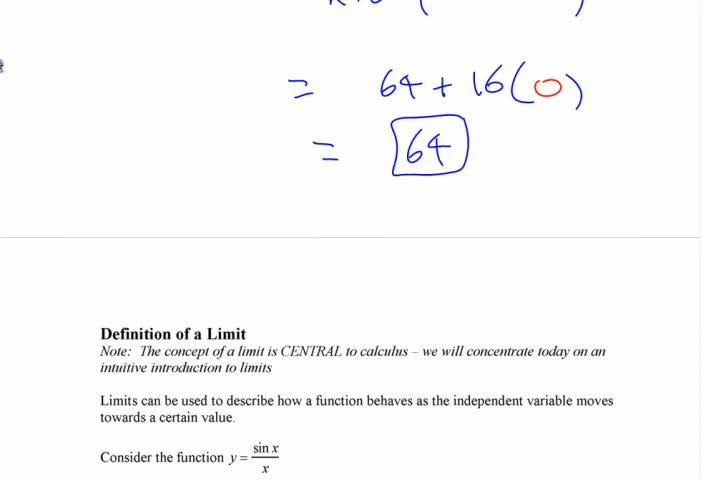 = 64 + 16(0)
= 64
Definition of a Limit
Note: The concept of a limit is CENTRAL to calculus – we will concentrate today on an
intuitive introduction to limits
Limits can be used to describe how a function behaves as the independent variable moves
towards a certain value.
Consider the function y = sin x / x